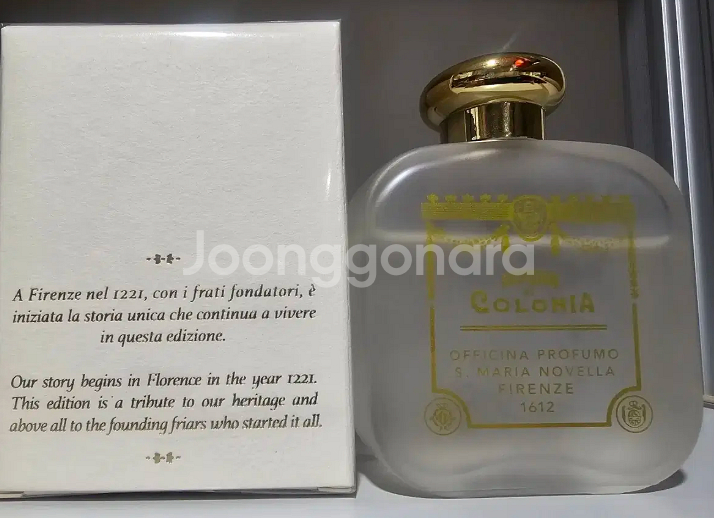 A Firenze nel 1221, con i frati fondatori, è
iniziata la storia unica che continua a vivere
in questa edizione.
Our story begins in Florence in the year 1221.
This edition is a tribute to our heritage and
above all to the founding friars who started it all.
Joonggonara
COLONIA
OFFICINA PROFUMO
S. MARIA NOVELLA
FIRENZE
1612